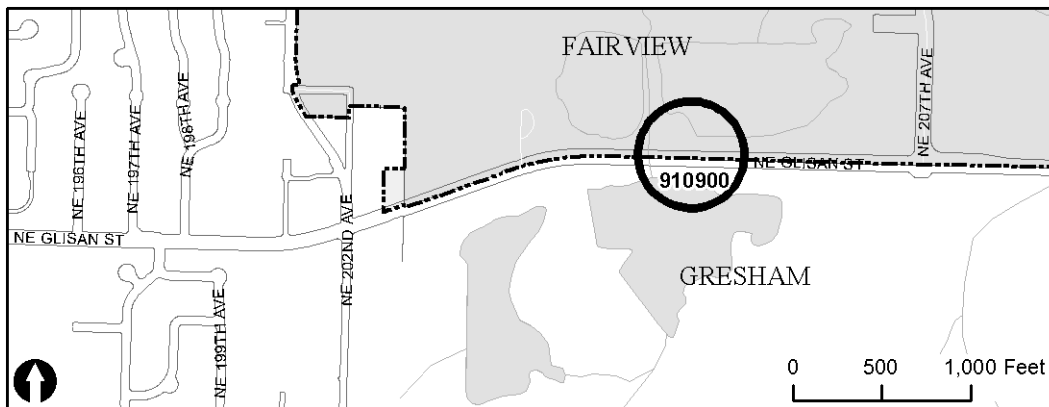 FAIRVIEW
NE 207TH AVE
NE 196TH AVE
NE 197TH AVE
NE 198TH AVE
NE GLISAN ST
910900
NE 202ND AVE
NE GLISAN ST
GRESHAM
NE 199TH AVE
0 500 1,000 Feet